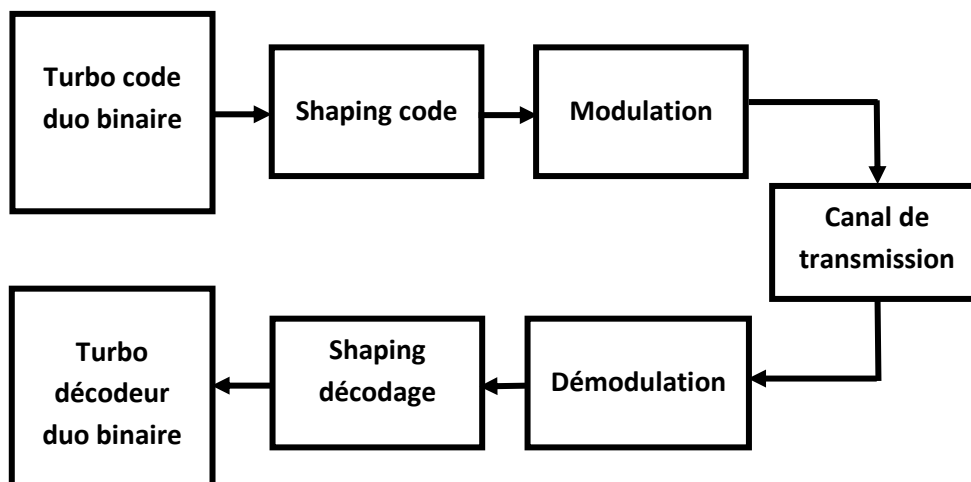 Turbo code
duo binaire
Shaping code
Modulation
Canal de
transmission
Démodulation
Shaping
décodage
Turbo
décodeur
duo binaire